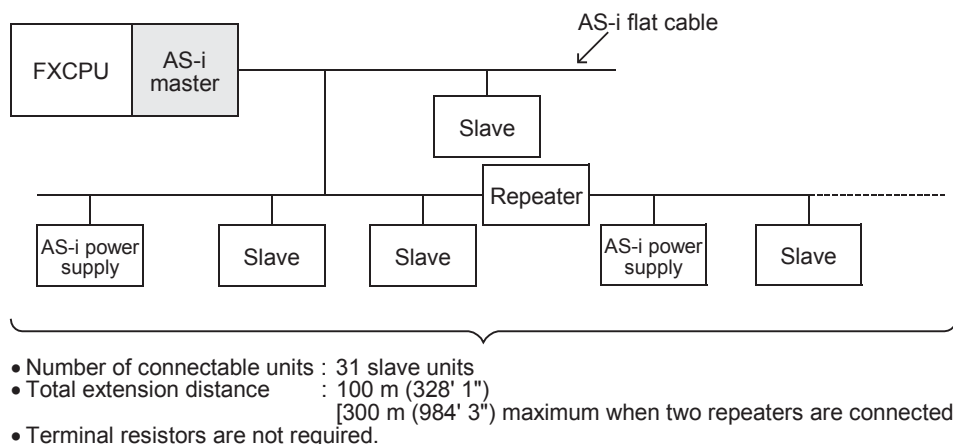 AS-i flat cable
FXCPU
AS-i
master
Slave
Repeater
AS-i power
supply
Slave
Slave
AS-i power
supply
Slave
• Number of connectable units : 31 slave units
• Total extension distance : 100 m (328' 1")
[300 m (984' 3") maximum when two repeaters are connected
• Terminal resistors are not required.